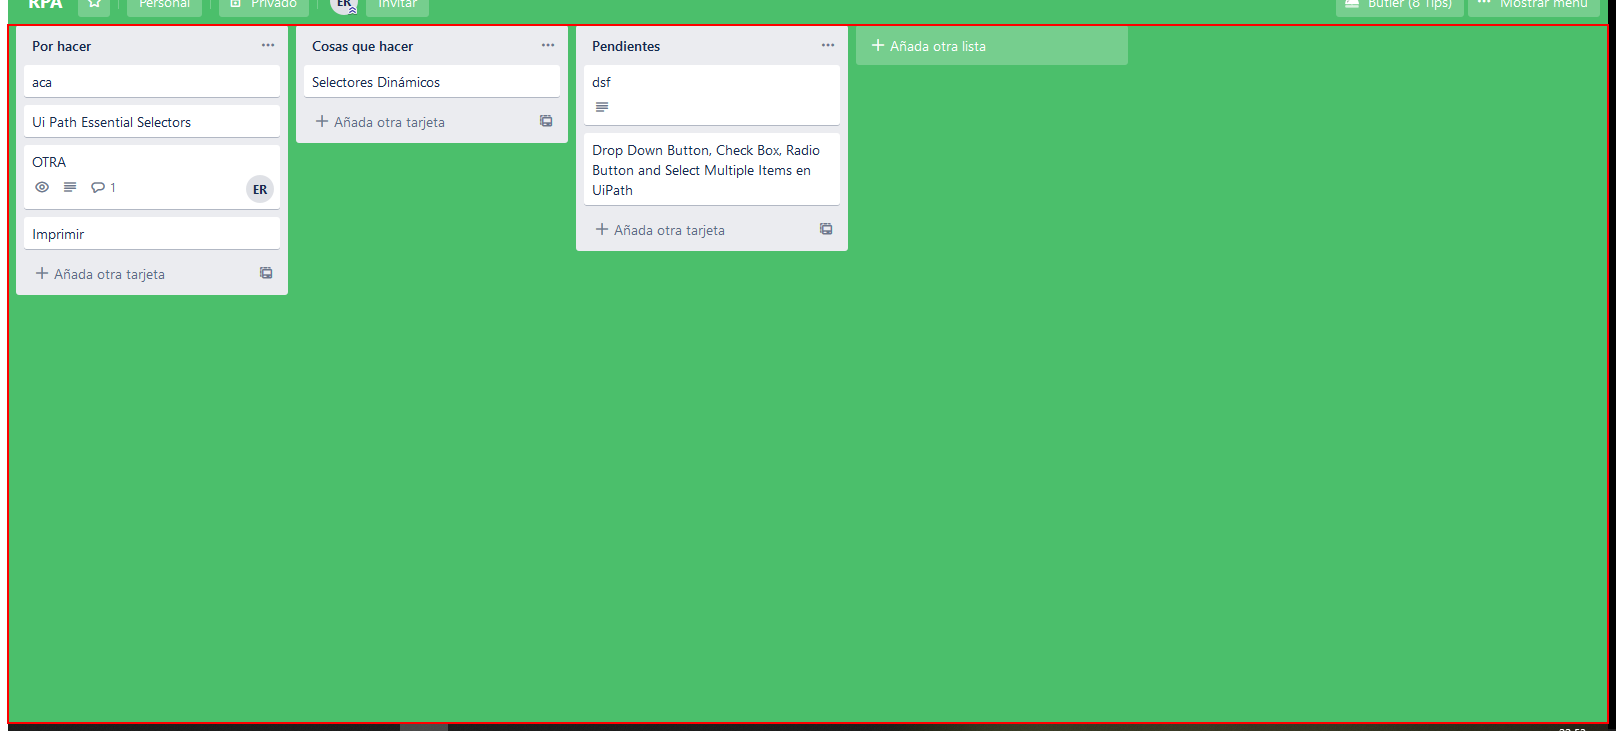 RPA
Personal
Privado
ER
Invitar
Butler (8 Tips)
Mostrar menú
Por hacer
aca
Ui Path Essential Selectors
OTRA
1
ER
Imprimir
Añada otra tarjeta
Cosas que hacer
Selectores Dinámicos
Añada otra tarjeta
Pendientes
dsf
Drop Down Button, Check Box, Radio
Button and Select Multiple Items en
UiPath
Añada otra tarjeta
Añada otra lista